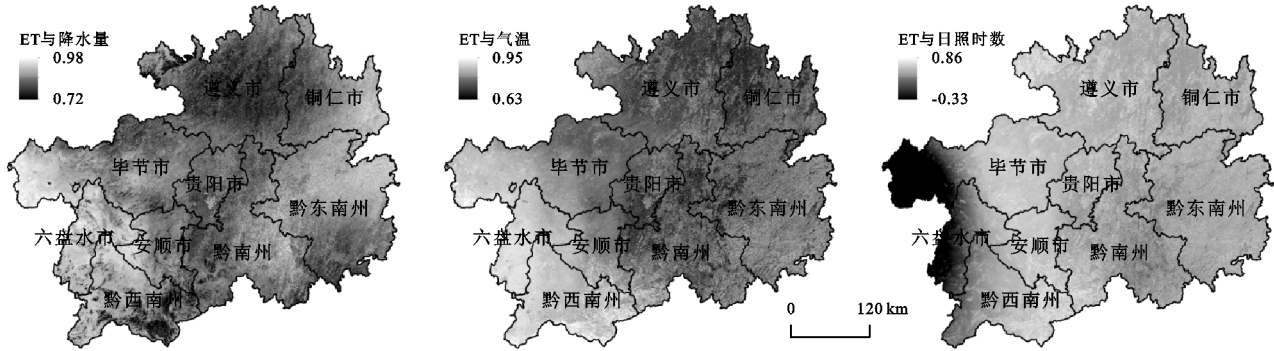 ET与降水量
0.98
0.72
遵义市
铜仁市
毕节市
贵阳市
黔东南州
六盘水市
安顺市
黔南州
黔西南州
ET与气温
0.95
0.63
遵义市
铜仁市
毕节市
贵阳市
黔东南州
六盘水市
安顺市
黔南州
黔西南州
0 120 km
ET与日照时数
0.86
-0.33
遵义市
铜仁市
毕节市
贵阳市
黔东南州
六盘水市
安顺市
黔南州
黔西南州